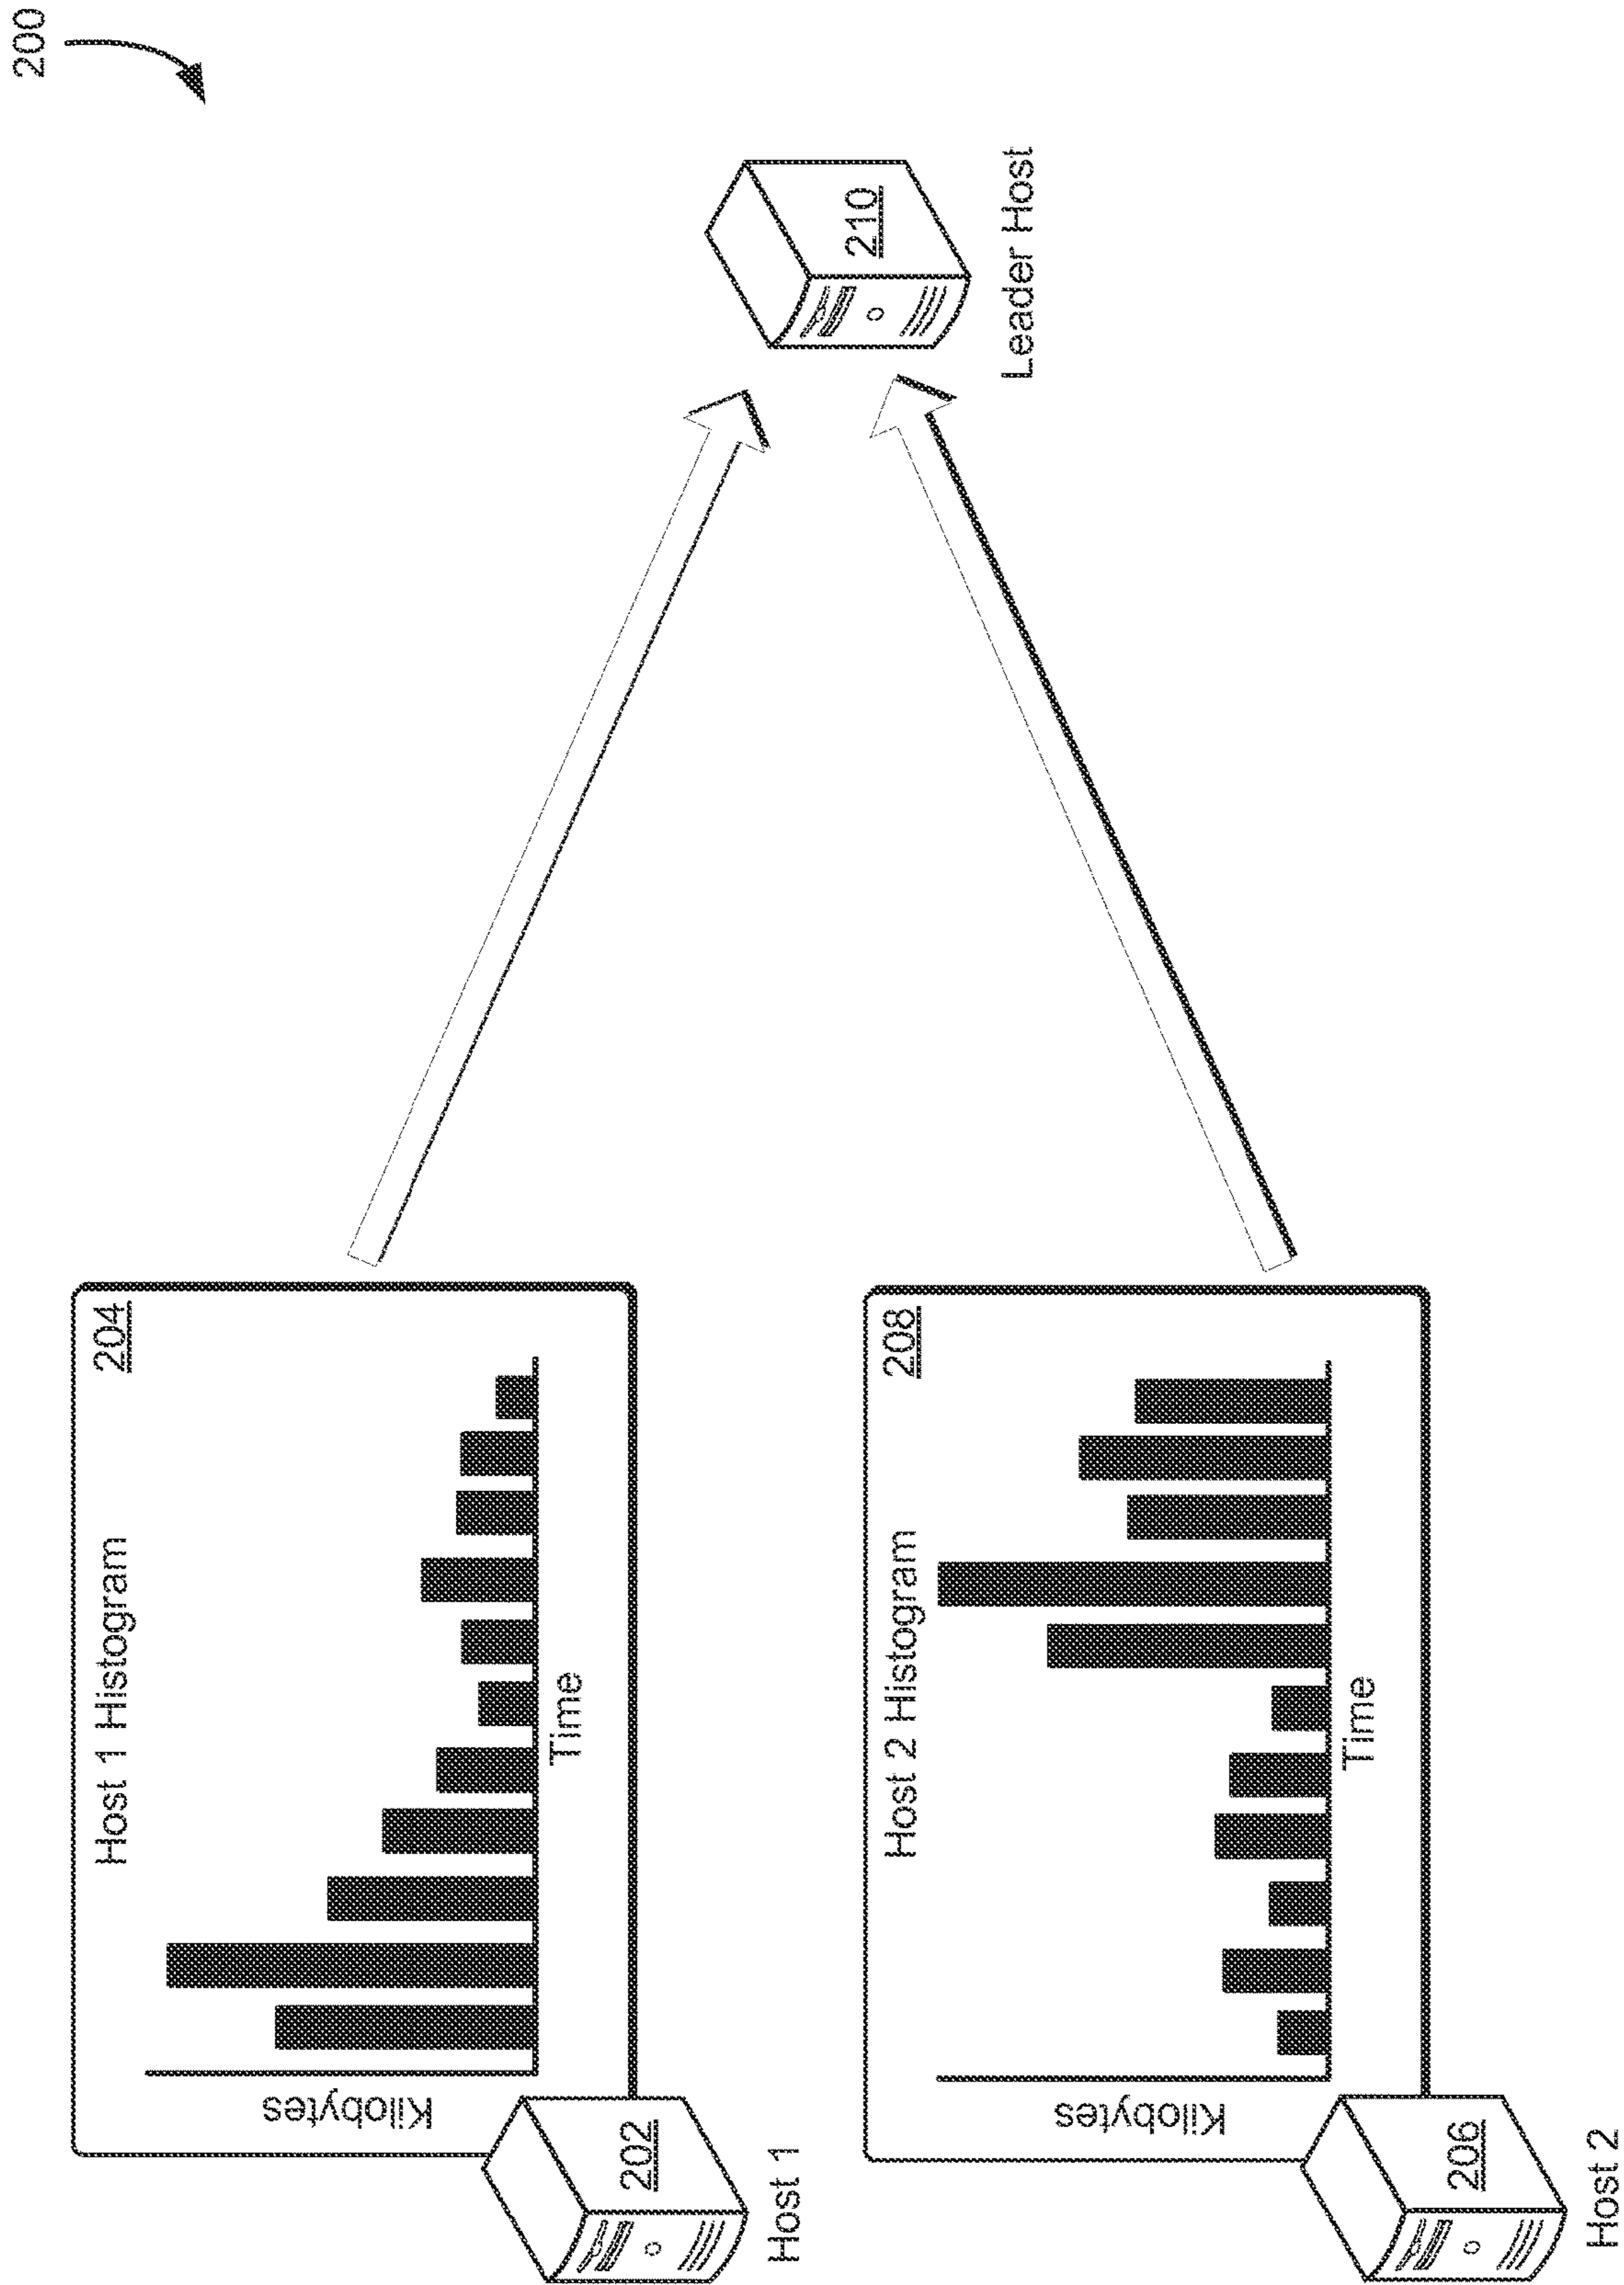 200
Host 1 Histogram
204
Kilobytes
Time
202
Host 1
Host 2 Histogram
208
Kilobytes
Time
206
Host 2
210
Leader Host